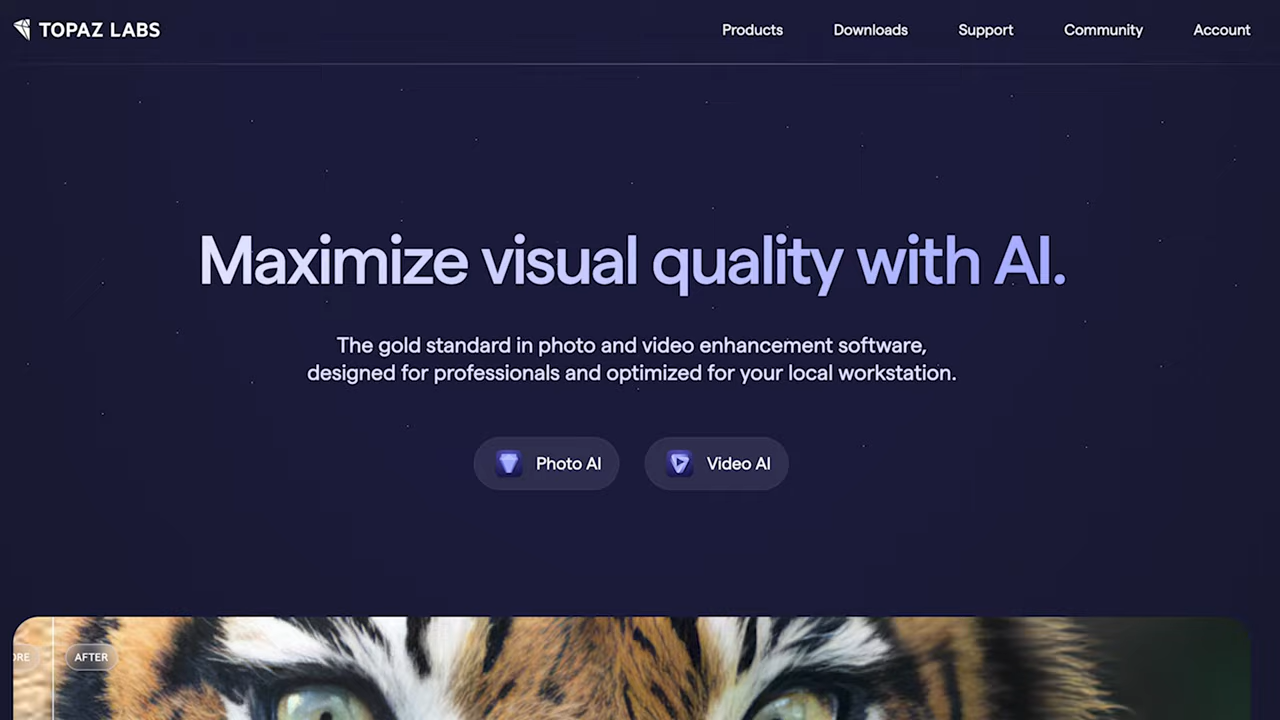 TOPAZ LABS
Products Downloads Support Community Account
Maximize visual quality with AI.
The gold standard in photo and video enhancement software,
designed for professionals and optimized for your local workstation.
Photo AI Video AI
ORE AFTER